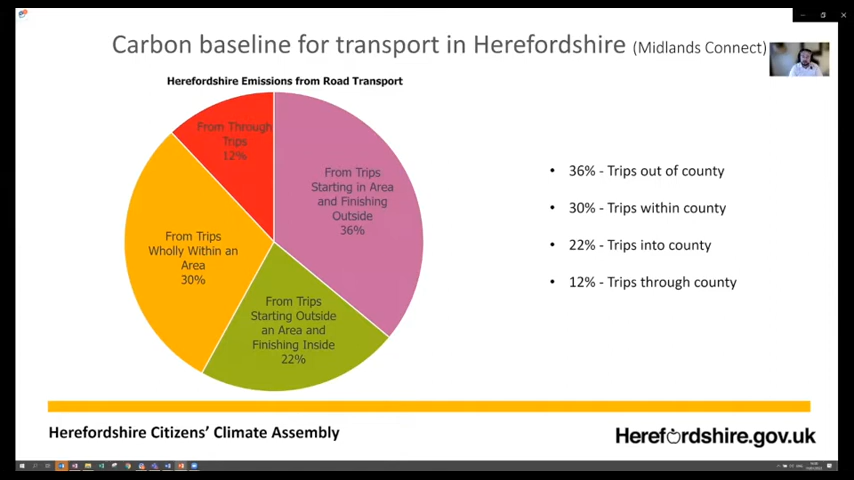 Carbon baseline for transport in Herefordshire (Midlands Connect)
Herefordshire Emissions from Road Transport
From Through
Trips
12%
From Trips
Starting in Area
and Finishing
Outside
36%
From Trips
Wholly Within an
Area
30%
From Trips
Starting Outside
an Area and
Finishing Inside
22%
• 36% - Trips out of county
• 30% - Trips within county
• 22% - Trips into county
• 12% - Trips through county
Herefordshire Citizens' Climate Assembly
Herefordshire.gov.uk